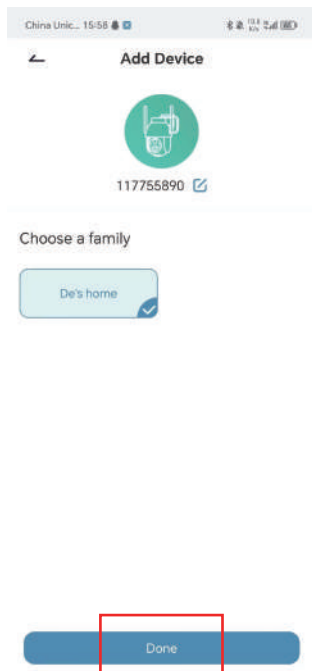 China Unic... 15:58
Add Device
117755890
Choose a family
De's home
Done